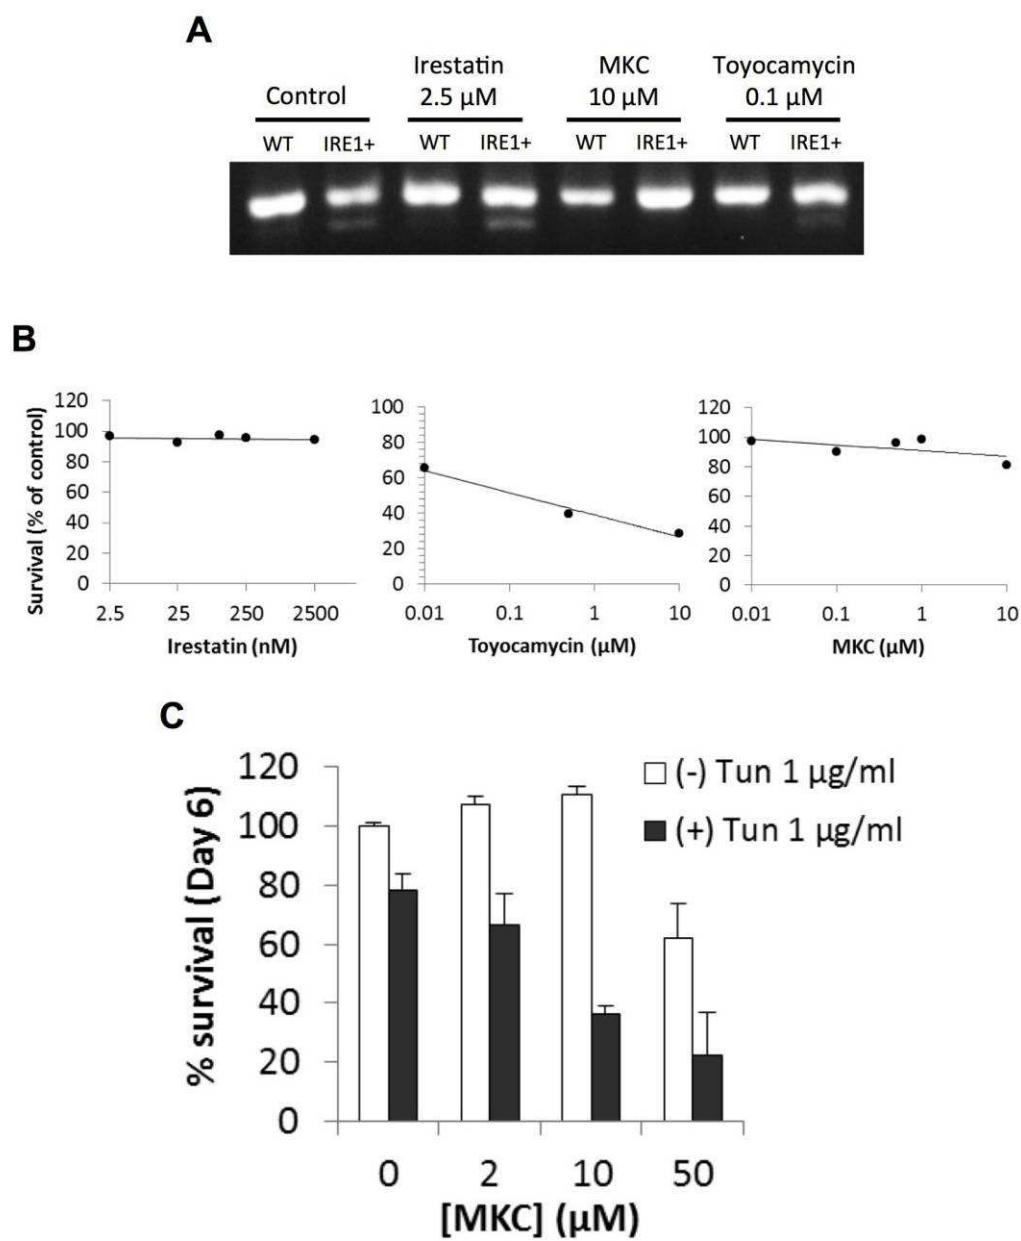 A
Control
Irestatin
2.5 µM
MKC
10 µM
Toyocamycin
0.1 µM
WT IRE1+ WT IRE1+ WT IRE1+ WT IRE1+
B
Survival (% of control)
120
100
80
60
40
20
0
2.5 25 250 2500
Irestatin (nM)
100
80
60
40
20
0
0.01 0.1 1 10
Toyocamycin (µM)
120
100
80
60
40
20
0
0.01 0.1 1 10
MKC (µM)
C
% survival (Day 6)
120
100
80
60
40
20
0
(-) Tun 1 µg/ml
(+) Tun 1 µg/ml
0 2 10 50
[MKC] (µM)